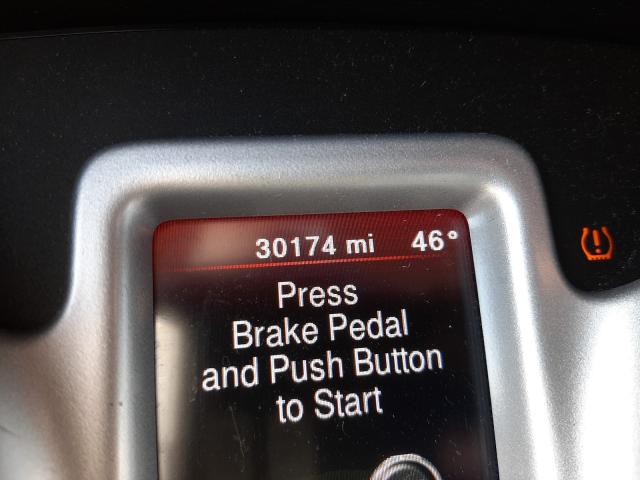 30174 mi 46°
Press
Brake Pedal
and Push Button
to Start